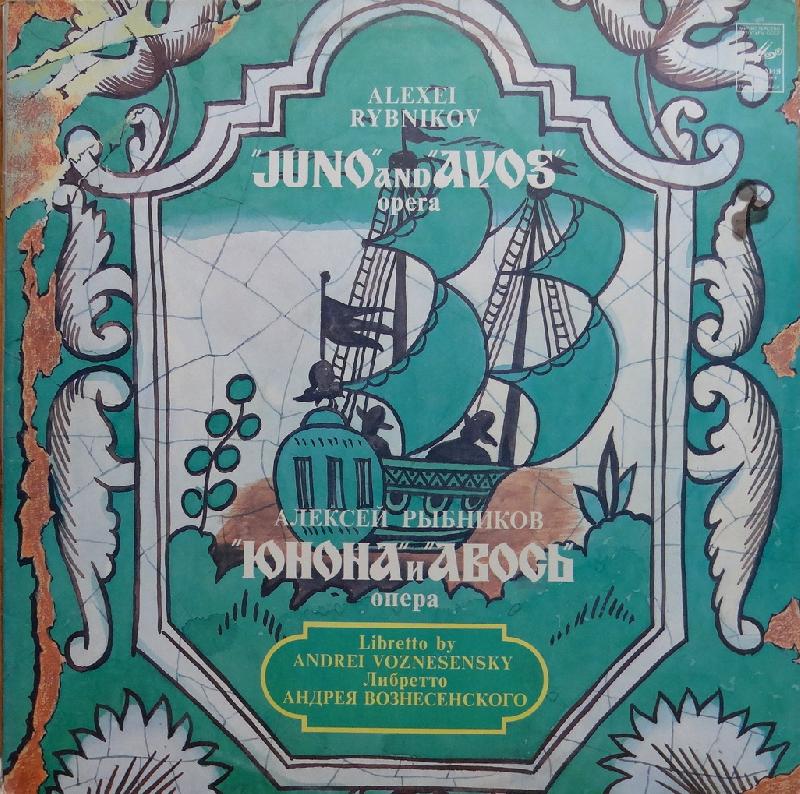 ALEXEI
RYBNIKOV
"JUNO" AND "AVOS"
opera
АЛЕКСЕЙ РЫБНИКОВ
"ЮНОНА" и "АВОСЬ"
опера
Libretto by
ANDREI VOZNESENSKY
Либретто
АНДРЕЯ ВОЗНЕСЕНСКОГО